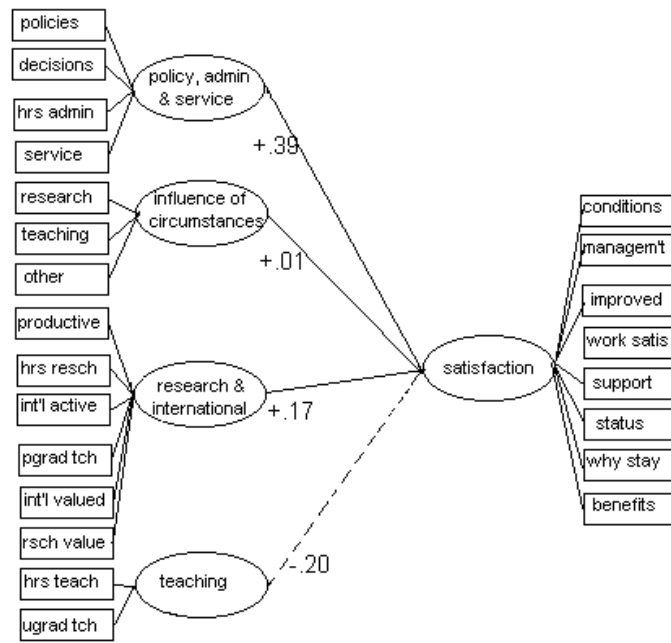 policies
decisions
hrs admin
service
research
teaching
other
productive
hrs resch
int'l active
pgrad tch
int'l valued
rsch value
hrs teach
ugrad tch
policy, admin
& service
influence of
circumstances
research &
international
teaching
+.39
+.01
+.17
-.20
satisfaction
conditions
managem't
improved
work satis
support
status
why stay
benefits